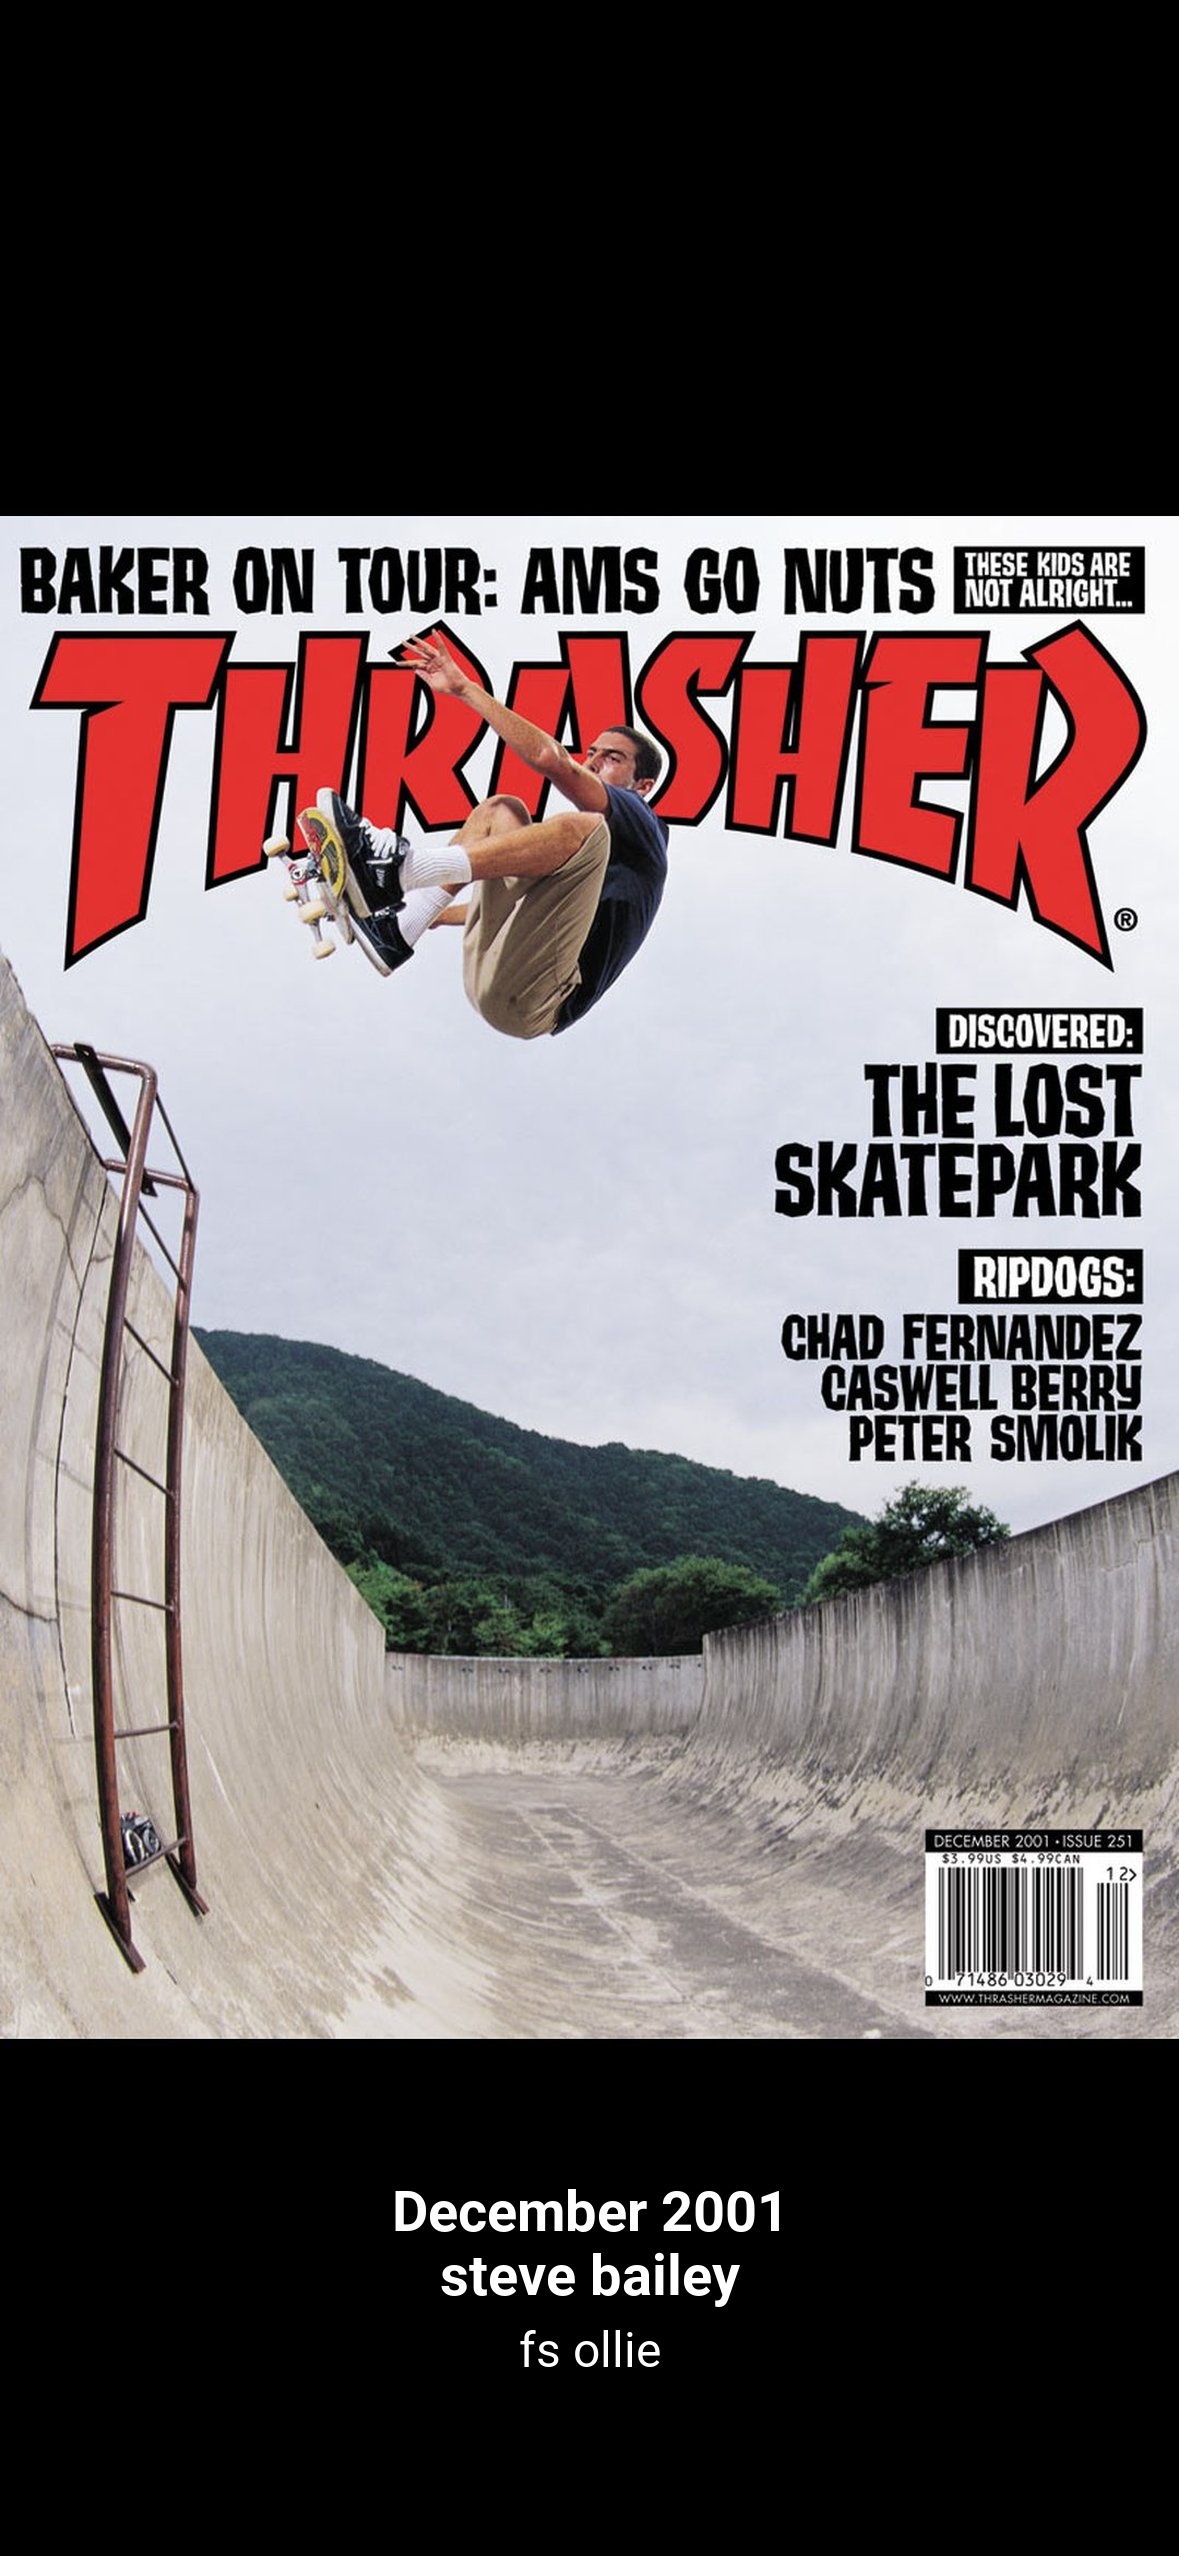 BAKER ON TOUR: AMS GO NUTS
THESE KIDS ARE
NOT ALRIGHT...
THRASHER®
DISCOVERED:
THE LOST
SKATEPARK
RIPDOGS:
CHAD FERNANDEZ
CASWELL BERRY
PETER SMOLIK
DECEMBER 2001 • ISSUE 251
$3.99US $4.99CAN
12>
0 71486 03029 4
WWW.THRASHERMAGAZINE.COM
December 2001
steve bailey
fs ollie